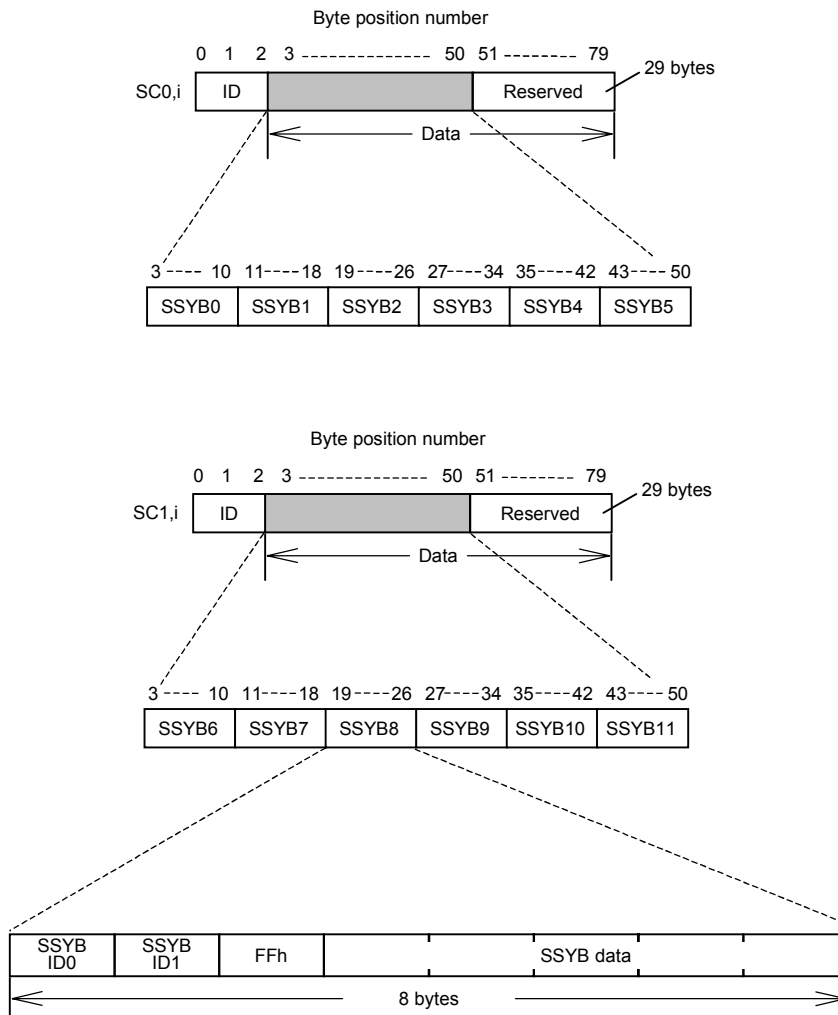 Byte position number
0 1 2 3 -------------------- 50 51 -------- 79
29 bytes
SC0,i ID Reserved
Data
3 ---- 10 11 ---- 18 19 ---- 26 27 ---- 34 35 ---- 42 43 ---- 50
SSYB0 SSYB1 SSYB2 SSYB3 SSYB4 SSYB5
Byte position number
0 1 2 3 -------------------- 50 51 -------- 79
29 bytes
SC1,i ID Reserved
Data
3 ---- 10 11 ---- 18 19 ---- 26 27 ---- 34 35 ---- 42 43 ---- 50
SSYB6 SSYB7 SSYB8 SSYB9 SSYB10 SSYB11
SSYB ID0 SSYB ID1 FFh SSYB data
8 bytes